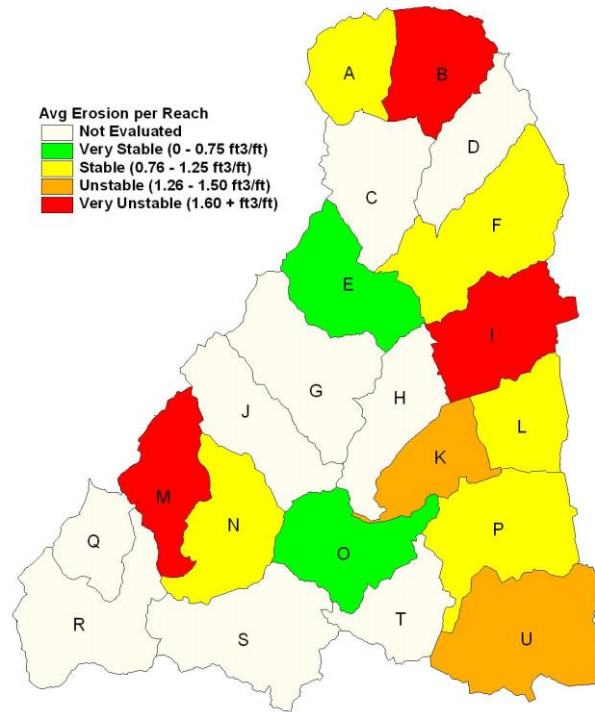 A
B
Avg Erosion per Reach
Not Evaluated
Very Stable (0 - 0.75 ft3/ft)
Stable (0.76 - 1.25 ft3/ft)
Unstable (1.26 - 1.50 ft3/ft)
Very Unstable (1.60 + ft3/ft)
D
C
F
E
I
G
H
J
L
K
M
N
P
Q
O
R
S
T
U